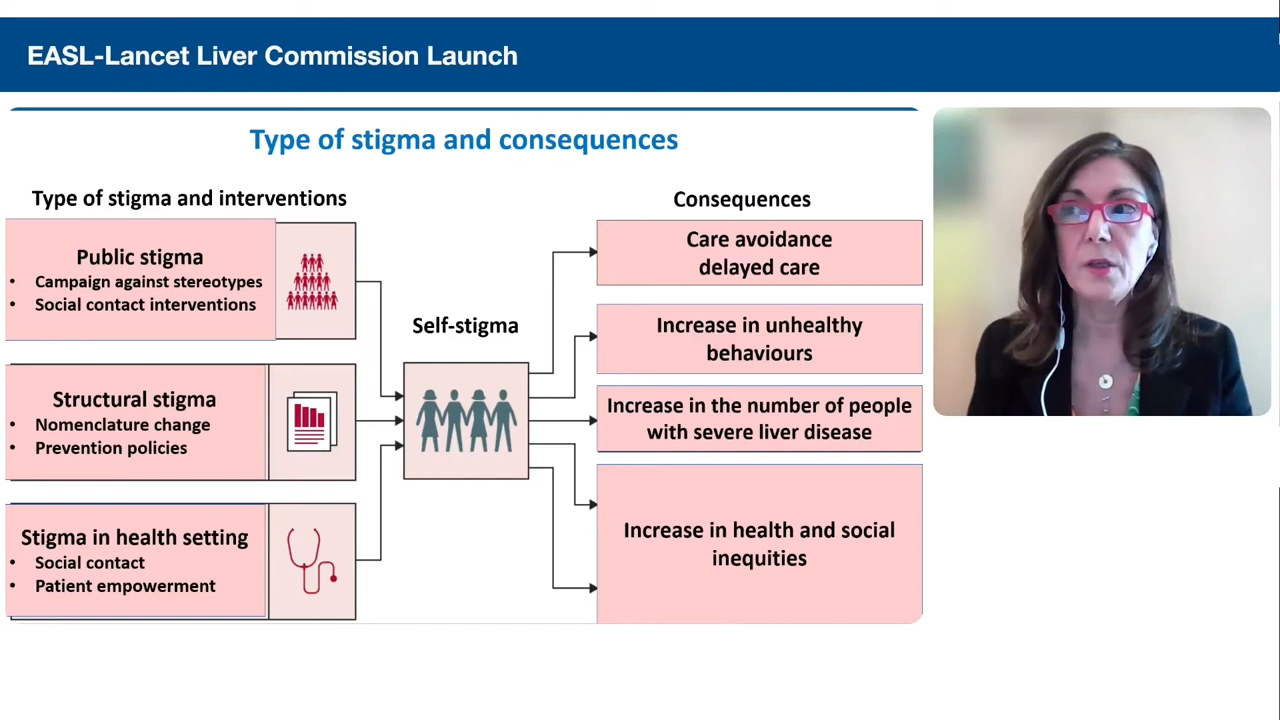 EASL-Lancet Liver Commission Launch
Type of stigma and consequences
Type of stigma and interventions
Public stigma
• Campaign against stereotypes
• Social contact interventions
Structural stigma
• Nomenclature change
• Prevention policies
Stigma in health setting
• Social contact
• Patient empowerment
Self-stigma
Consequences
Care avoidance
delayed care
Increase in unhealthy
behaviours
Increase in the number of people
with severe liver disease
Increase in health and social
inequities